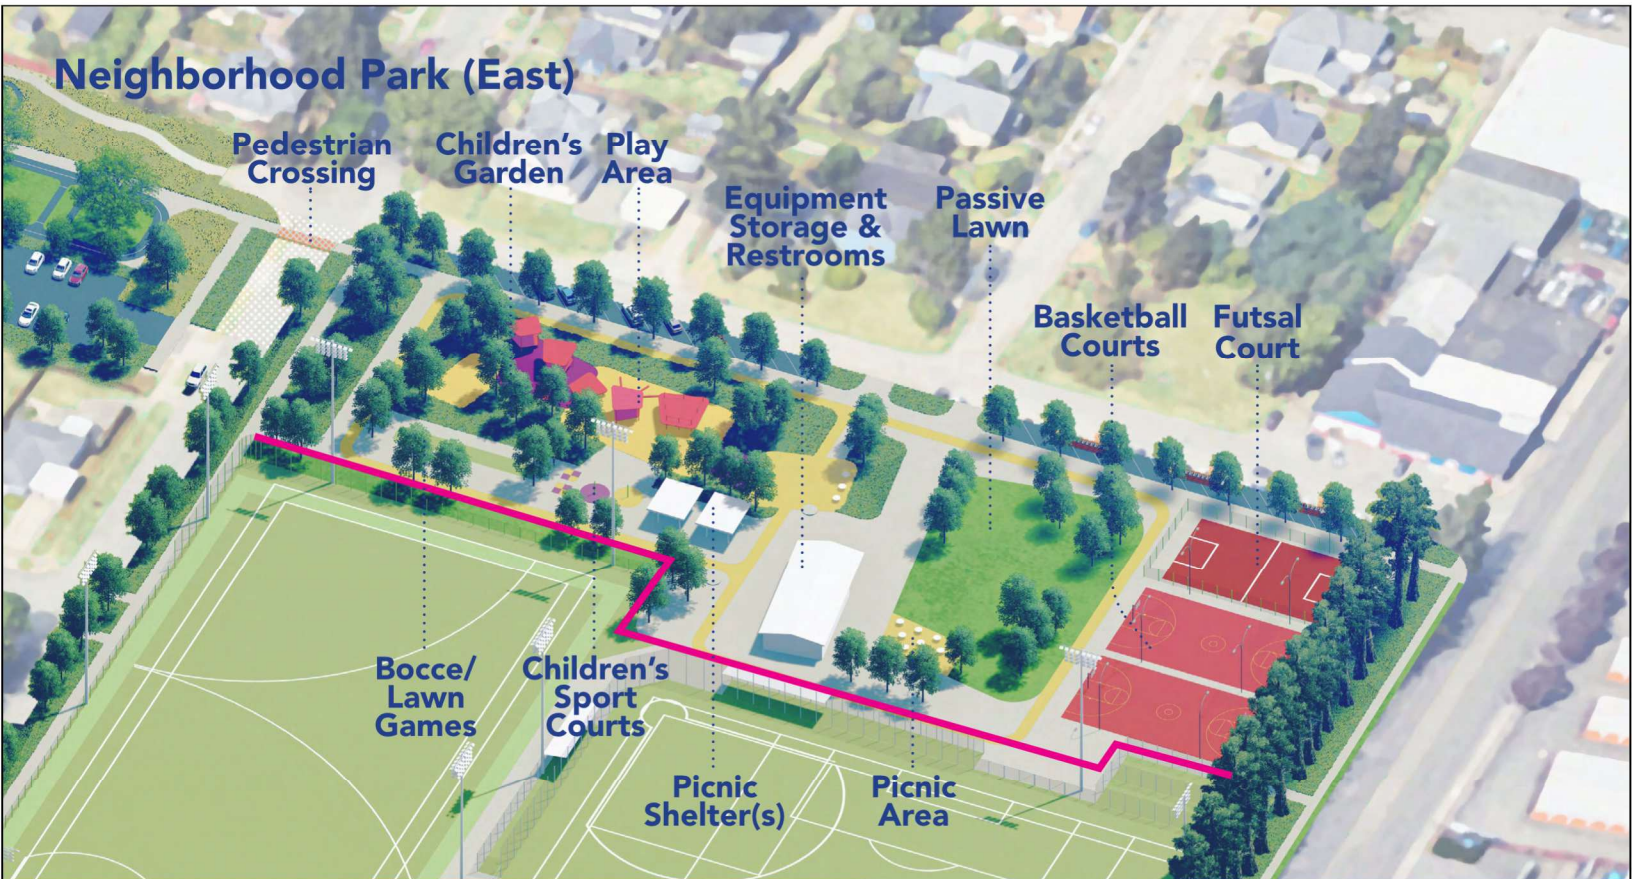 Neighborhood Park (East)
Pedestrian
Crossing
Children's
Garden
Play
Area
Equipment
Storage &
Restrooms
Passive
Lawn
Basketball
Courts
Futsal
Court
Bocce/
Lawn
Games
Children's
Sport
Courts
Picnic
Shelter(s)
Picnic
Area